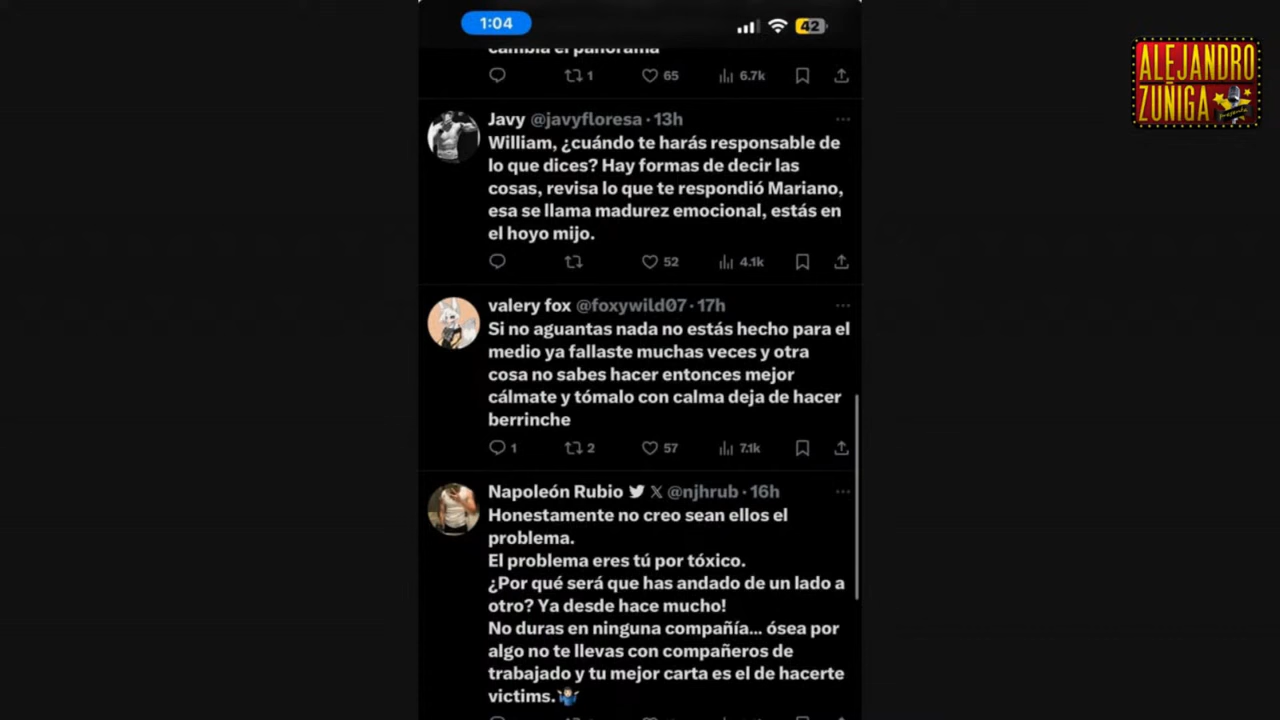 1:04
42
ALEJANDRO
ZUÑIGA
cambia el panorama
1 65 6.7k
Javy @javyfloresa · 13h
William, ¿cuándo te harás responsable de
lo que dices? Hay formas de decir las
cosas, revisa lo que te respondió Mariano,
esa se llama madurez emocional, estás en
el hoyo mijo.
52 4.1k
valery fox @foxywild07 · 17h
Si no aguantas nada no estás hecho para el
medio ya fallaste muchas veces y otra
cosa no sabes hacer entonces mejor
cálmate y tómalo con calma deja de hacer
berrinche
1 2 57 7.1k
Napoleón Rubio 🐦 𝕏 @njhrub · 16h
Honestamente no creo sean ellos el
problema.
El problema eres tú por tóxico.
¿Por qué será que has andado de un lado a
otro? Ya desde hace mucho!
No duras en ninguna compañía... ósea por
algo no te llevas con compañeros de
trabajado y tu mejor carta es el de hacerte
victims.🤷🏻‍♂️